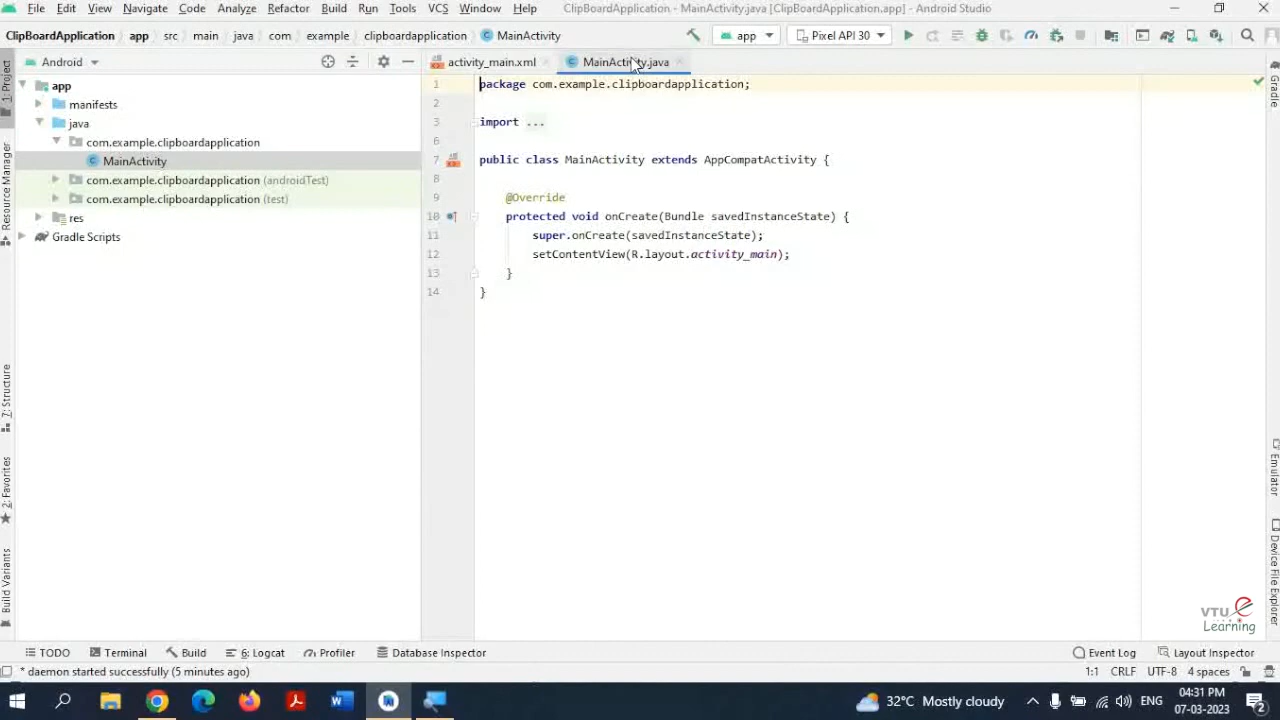 File Edit View Navigate Code Analyze Refactor Build Run Tools VCS Window Help ClipBoardApplication - MainActivity.java [ClipBoardApplication.app] - Android Studio
ClipBoardApplication app src main java com example clipboardapplication MainActivity app Pixel API 30
Android
activity_main.xml MainActivity.java
1: Project
Resource Manager
7: Structure
2: Favorites
Build Variants
app
manifests
java
com.example.clipboardapplication
MainActivity
com.example.clipboardapplication (androidTest)
com.example.clipboardapplication (test)
res
Gradle Scripts
1 package com.example.clipboardapplication;
2
3 import ...
6
7 public class MainActivity extends AppCompatActivity {
8
9 @Override
10 protected void onCreate(Bundle savedInstanceState) {
11 super.onCreate(savedInstanceState);
12 setContentView(R.layout.activity_main);
13 }
14 }
Gradle
Emulator
Device File Explorer
VTU e
Learning
TODO Terminal Build 6: Logcat Profiler Database Inspector Event Log Layout Inspector
* daemon started successfully (5 minutes ago) 1:1 CRLF UTF-8 4 spaces
32°C Mostly cloudy ENG 04:31 PM
07-03-2023 2